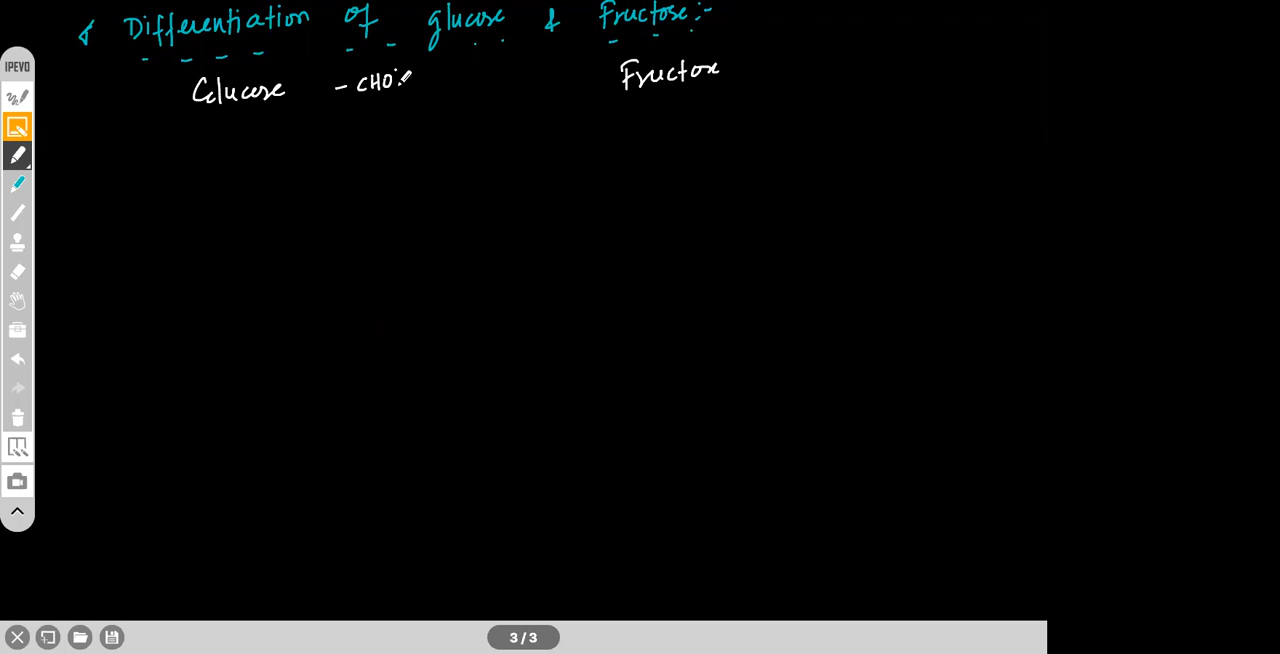 Differentiation of glucose & Fructose :-
Glucose - CHO Fructose
IPEVO
3 / 3